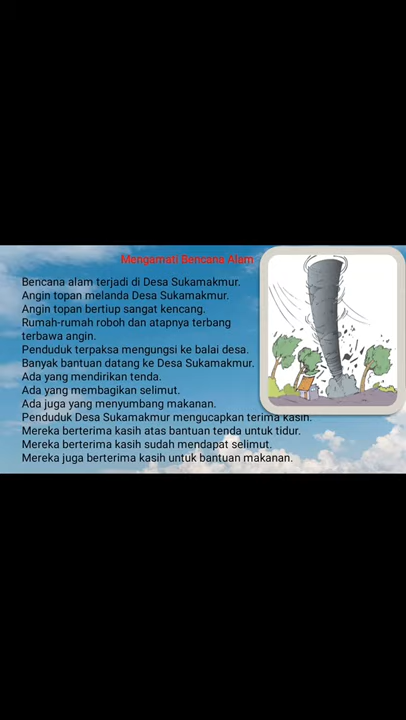 Mengamati Bencana Alam
Bencana alam terjadi di Desa Sukamakmur.
Angin topan melanda Desa Sukamakmur.
Angin topan bertiup sangat kencang.
Rumah-rumah roboh dan atapnya terbang
terbawa angin.
Penduduk terpaksa mengungsi ke balai desa.
Banyak bantuan datang ke Desa Sukamakmur.
Ada yang mendirikan tenda.
Ada yang membagikan selimut.
Ada juga yang menyumbang makanan.
Penduduk Desa Sukamakmur mengucapkan terima kasih.
Mereka berterima kasih atas bantuan tenda untuk tidur.
Mereka berterima kasih sudah mendapat selimut.
Mereka juga berterima kasih untuk bantuan makanan.